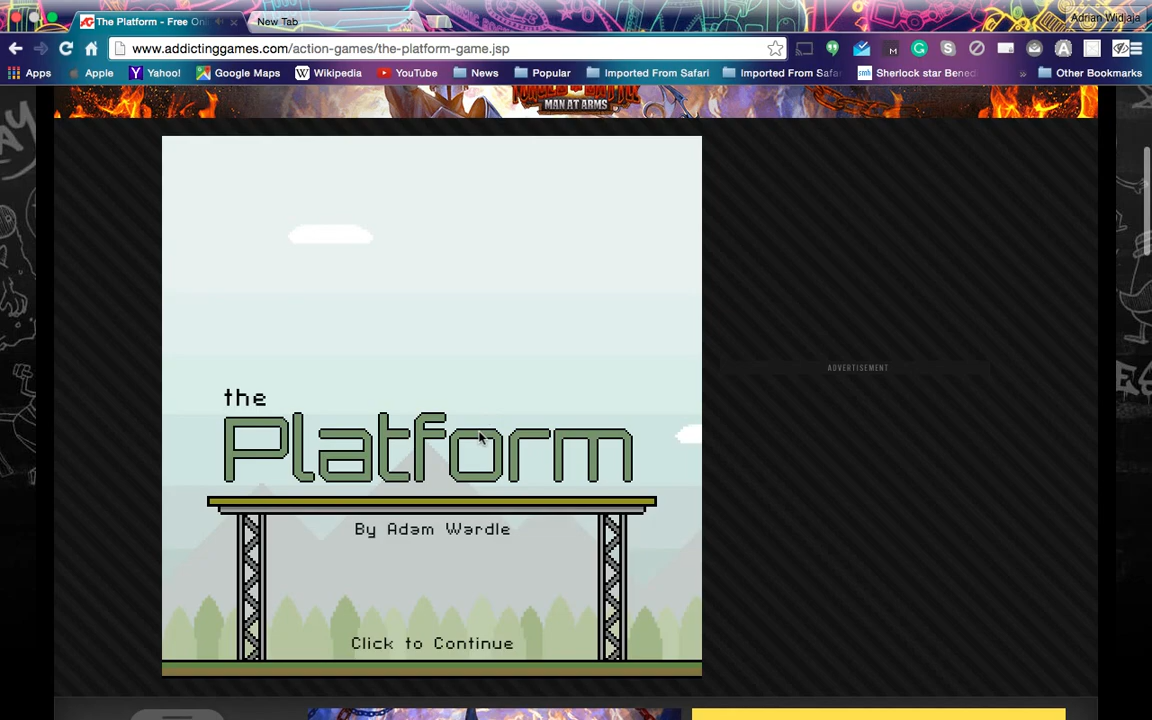 Adrian Widjaja
The Platform - Free Onl
New Tab
www.addictinggames.com/action-games/the-platform-game.jsp
Apps
Apple
Yahoo!
Google Maps
Wikipedia
YouTube
News
Popular
Imported From Safari
Imported From Safar
Sherlock star Bened
Other Bookmarks
MAN AT ARMS
ADVERTISEMENT
the
Platform
By Adam Wardle
Click to Continue